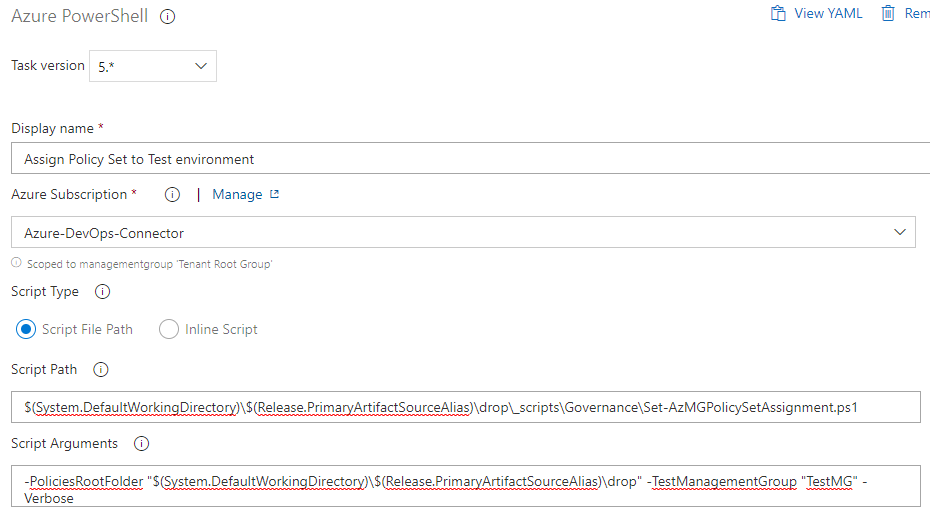 Azure PowerShell
View YAML
Rem
Task version 5.*
Display name *
Assign Policy Set to Test environment
Azure Subscription * | Manage
Azure-DevOps-Connector
Scoped to managementgroup 'Tenant Root Group'
Script Type
Script File Path Inline Script
Script Path
$(System.DefaultWorkingDirectory)\$(Release.PrimaryArtifactSourceAlias)\drop\_scripts\Governance\Set-AzMGPolicySetAssignment.ps1
Script Arguments
-PoliciesRootFolder "$(System.DefaultWorkingDirectory)\$(Release.PrimaryArtifactSourceAlias)\drop" -TestManagementGroup "TestMG" -
Verbose